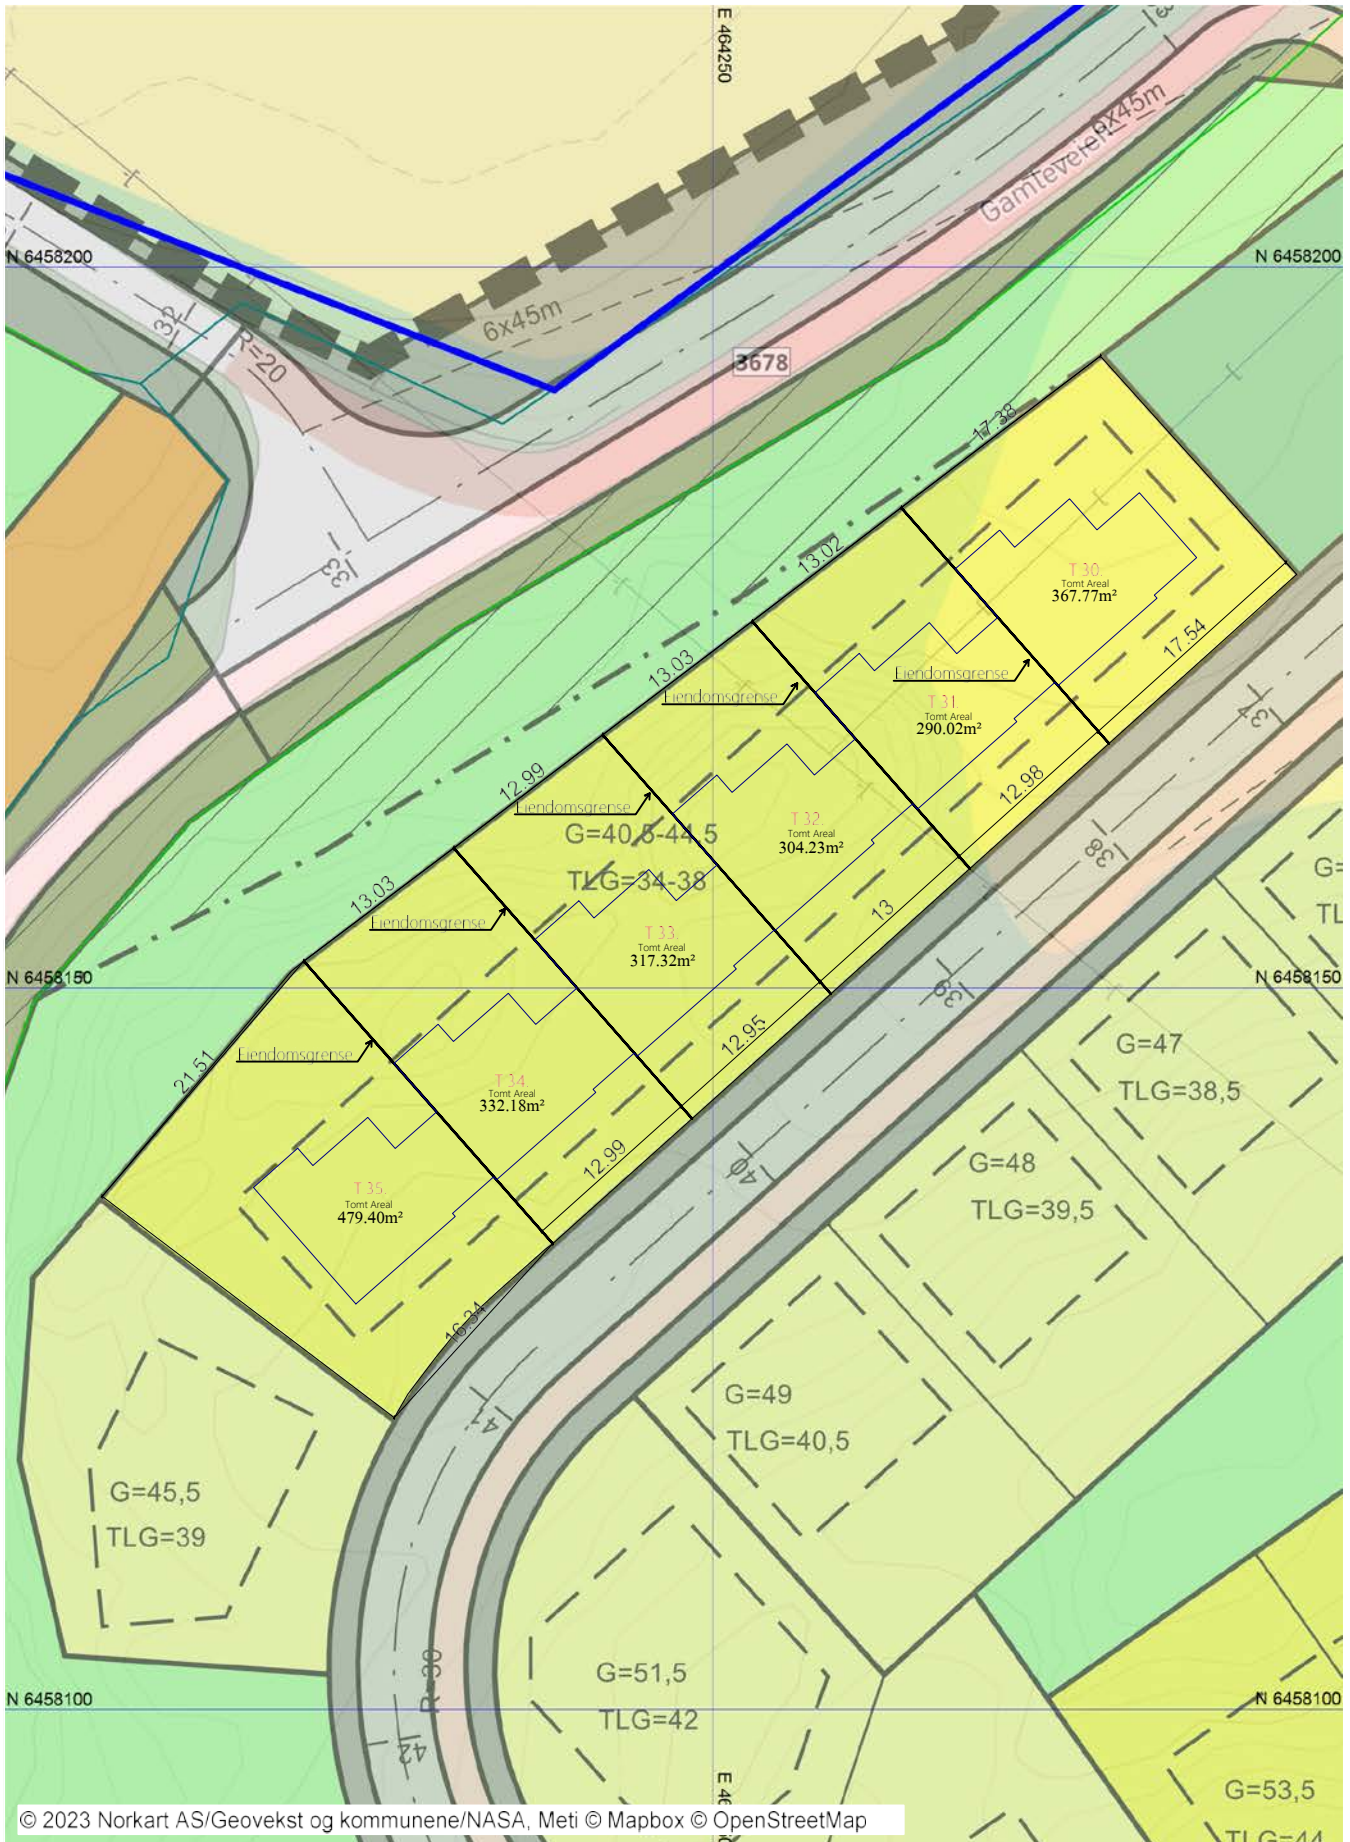 E 464250
6x45m
Gamleveien
N 6458200
N 6458200
32
R=20
6x45m
3678
33
17.38
13.02
T 30.
Tomt Areal
367.77m²
17.54
13.03
Eiendomsgrense
Eiendomsgrense
T 31.
Tomt Areal
290.02m²
37
12.99
12.98
Eiendomsgrense
G=40,5-44,5
TLG=34-38
T 32.
Tomt Areal
304.23m²
38
G=
TL
13.03
Eiendomsgrense
13
T 33.
Tomt Areal
317.32m²
N 6458150
N 6458150
39
12.95
G=47
TLG=38,5
21.51
Eiendomsgrense
T 34.
Tomt Areal
332.18m²
12.99
40
G=48
TLG=39,5
T 35.
Tomt Areal
479.40m²
16.34
G=49
TLG=40,5
41
G=45,5
TLG=39
G=51,5
TLG=42
R=30
N 6458100
N 6458100
42
G=53,5
TLG=44
© 2023 Norkart AS/Geovekst og kommunene/NASA, Meti © Mapbox © OpenStreetMap